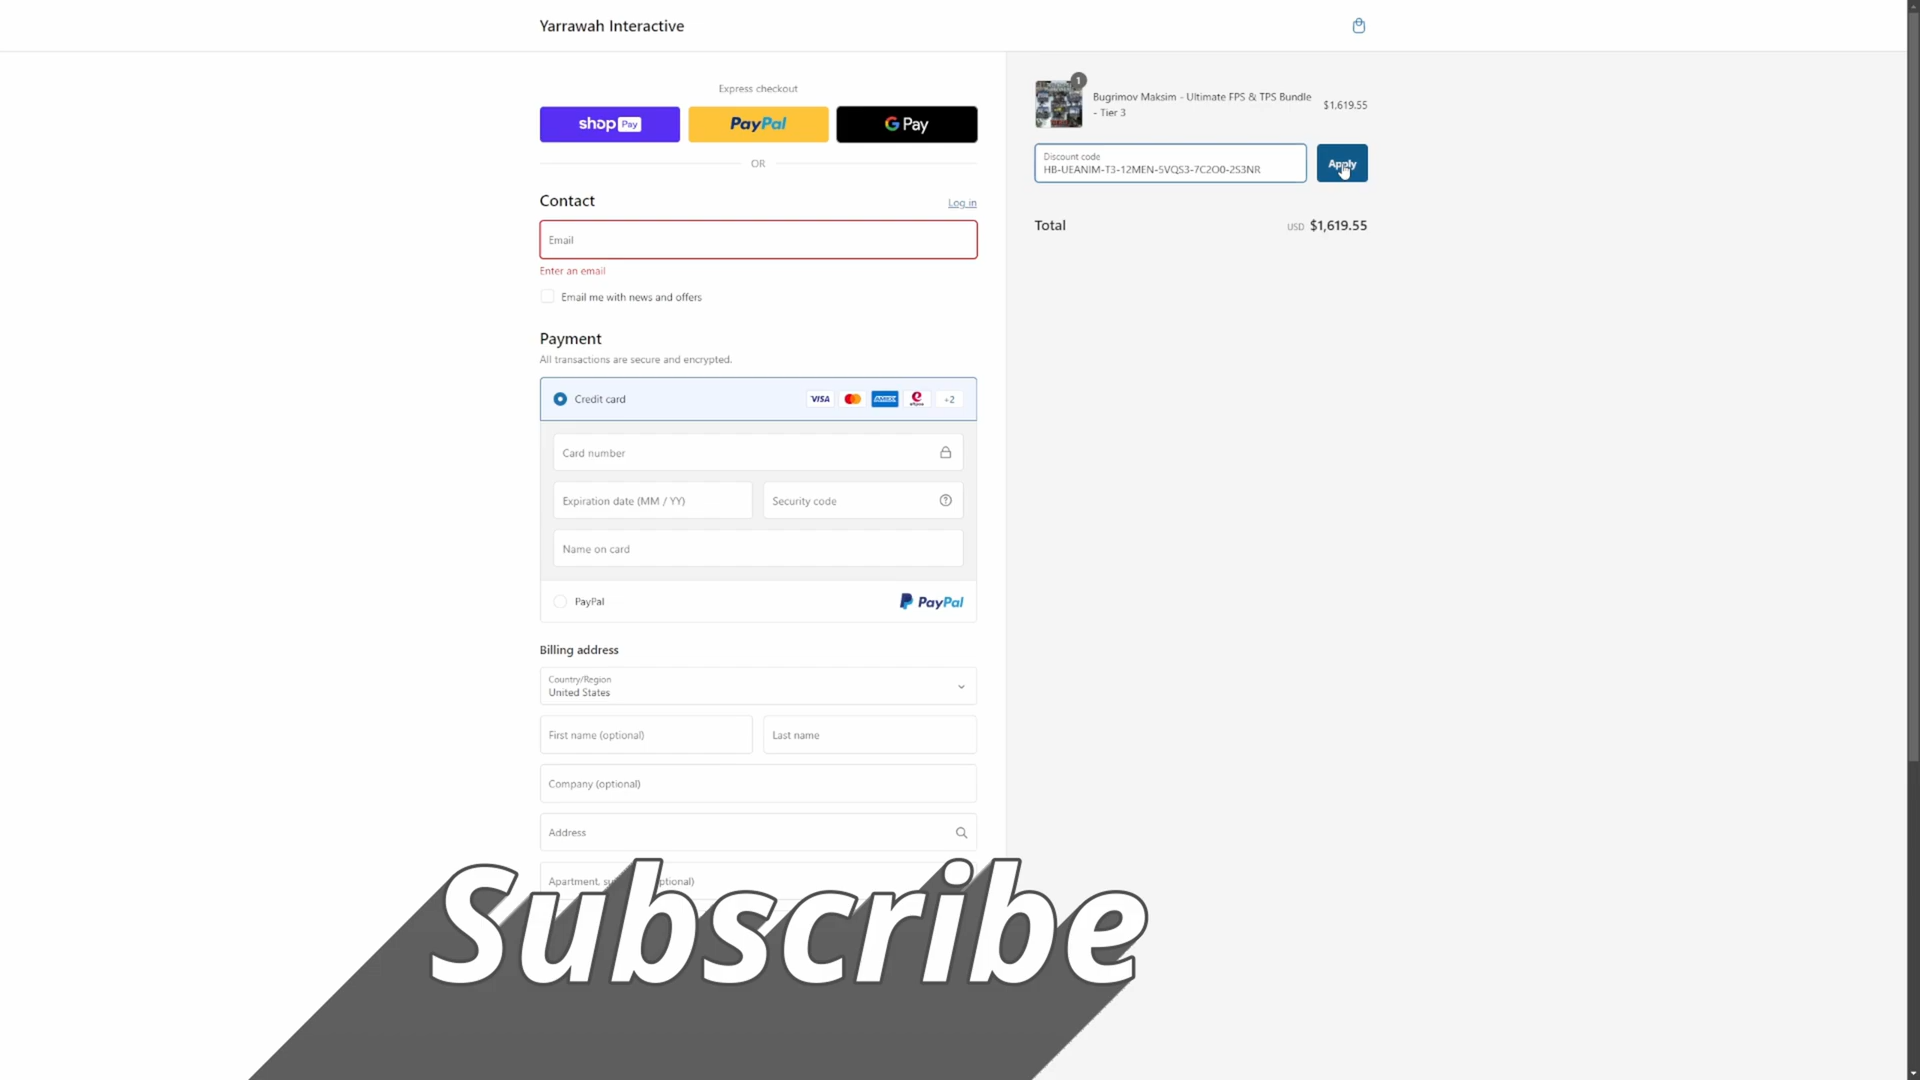 Yarrawah Interactive
Express checkout
shop Pay
PayPal
G Pay
OR
Contact
Log in
Email
Enter an email
Email me with news and offers
Payment
All transactions are secure and encrypted.
Credit card
VISA
AMEX
+2
Card number
Expiration date (MM / YY)
Security code
Name on card
PayPal
PayPal
Billing address
Country/Region
United States
First name (optional)
Last name
Company (optional)
Address
Apartment,
Subscribe
1
Bugrimov Maksim - Ultimate FPS & TPS Bundle
- Tier 3
$1,619.55
Discount code
HB-UEANIM-T3-12MEN-5VQS3-7C2O0-2S3NR
Apply
Total
USD $1,619.55